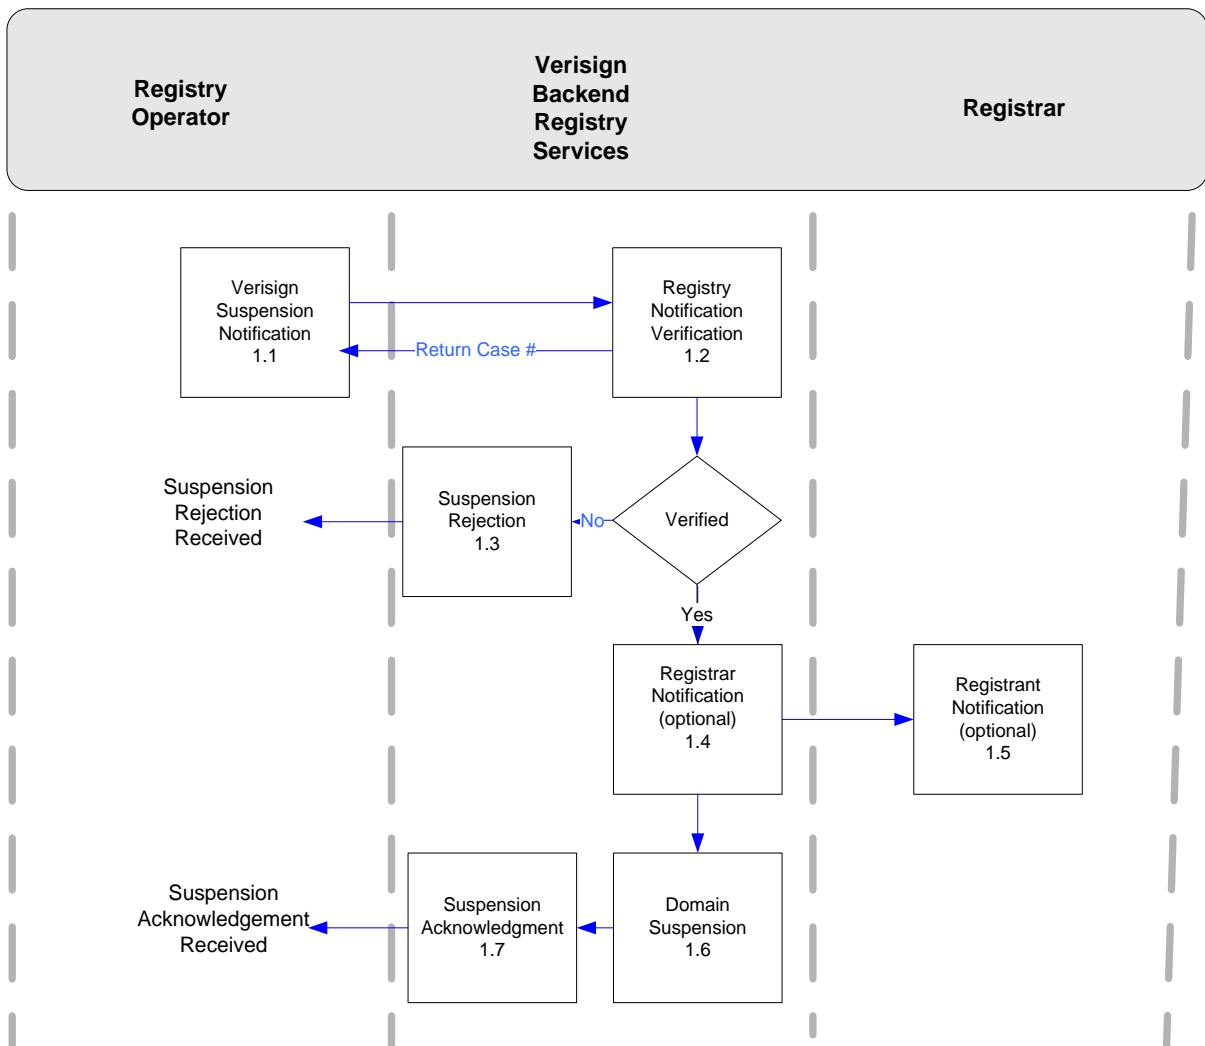 Registry
Operator
Verisign
Backend
Registry
Services
Registrar
Verisign
Suspension
Notification
1.1
Return Case #
Registry
Notification
Verification
1.2
Suspension
Rejection
Received
Suspension
Rejection
1.3
No
Verified
Yes
Registrar
Notification
(optional)
1.4
Registrant
Notification
(optional)
1.5
Suspension
Acknowledgement
Received
Suspension
Acknowledgment
1.7
Domain
Suspension
1.6